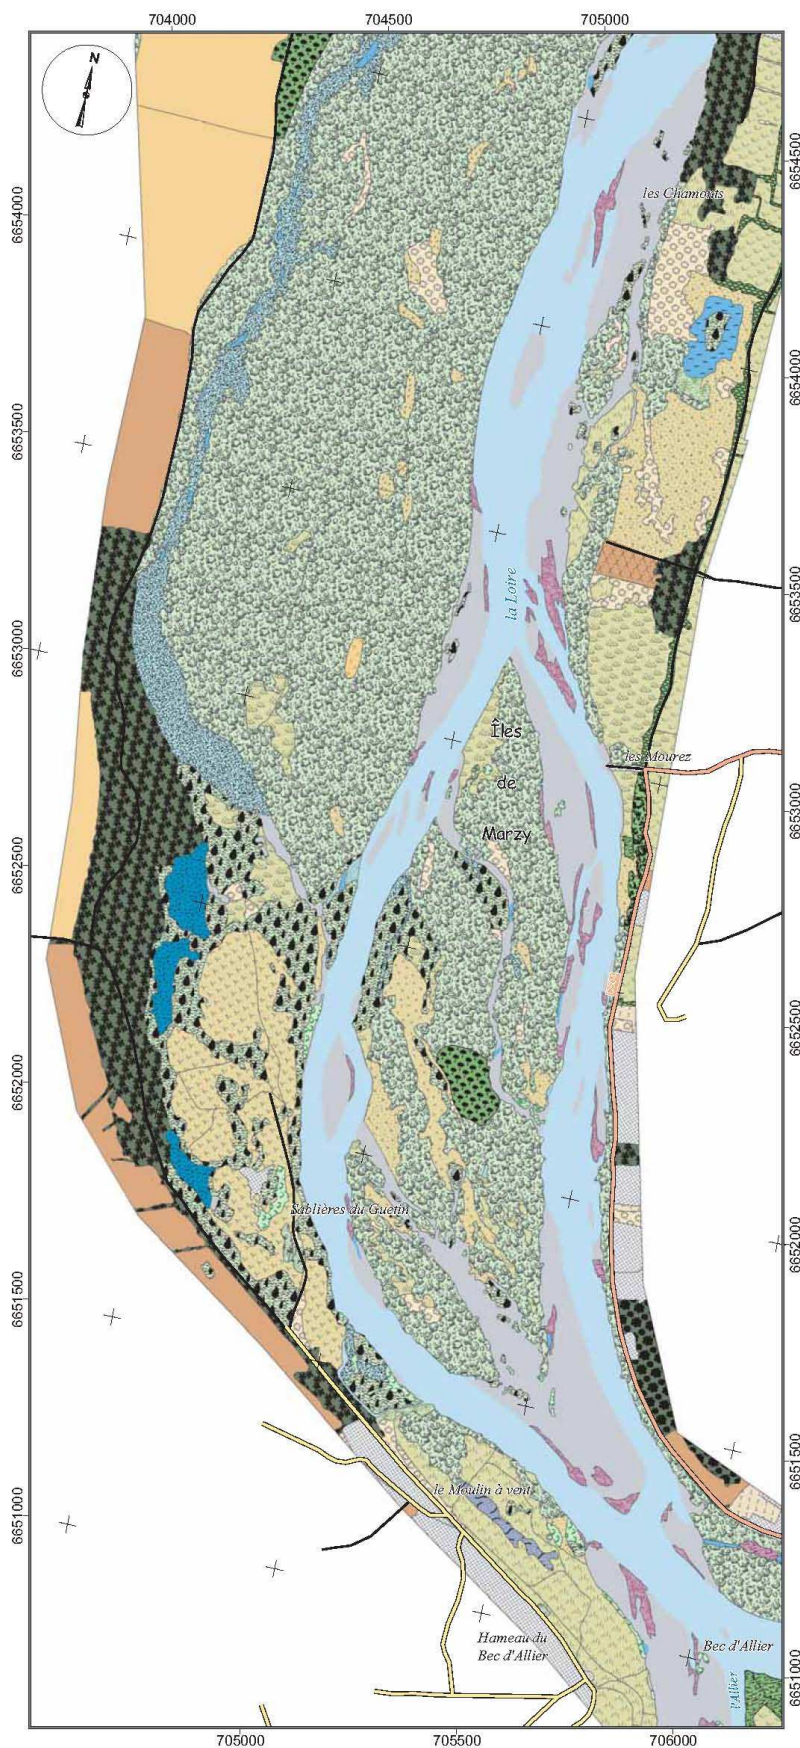 704000 704500 705000
N
6654500
les Chamonts
6654000
6654000
6653500
la Loire
6653500
6653000
Îles
de
Marzy
les Mourez
6653000
6652500
6652500
6652000
Sablières du Guétin
6652000
6651500
6651500
le Moulin à vent
6651000
Hameau du
Bec d'Allier
Bec d'Allier
l'Allier
6651000
705000 705500 706000